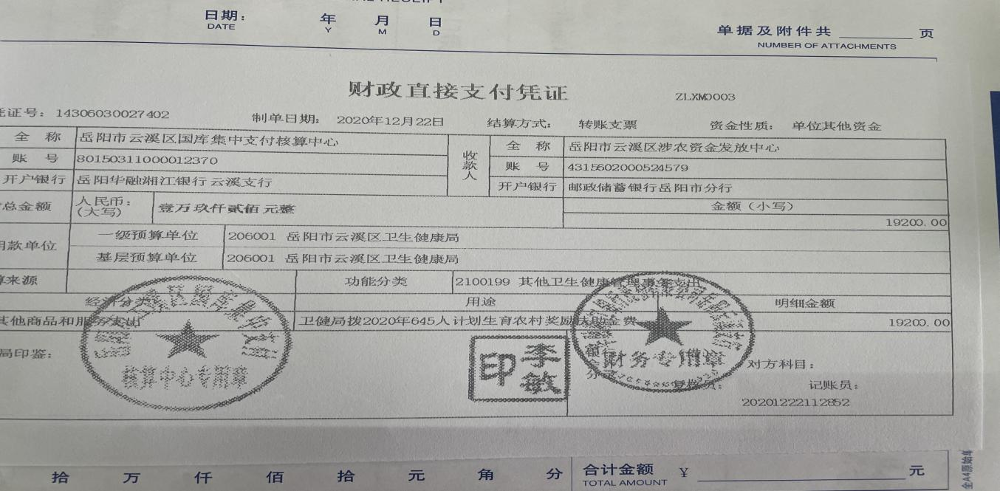 日期： 年 月 日
DATE Y M D
单据及附件共 页
NUMBER OF ATTACHMENTS
财政直接支付凭证
ZLXM0003
证号：14306030027402 制单日期： 2020年12月22日 结算方式： 转账支票 资金性质： 单位其他资金
全 称 岳阳市云溪区国库集中支付核算中心 收款人 全 称 岳阳市云溪区涉农资金发放中心
账 号 80150311000012370 账 号 4315602000524579
开户银行 岳阳华融湘江银行云溪支行 开户银行 邮政储蓄银行岳阳市分行
总金额 人民币：（大写） 壹万玖仟贰佰元整 金额（小写）
19200.00
款单位 一级预算单位 206001 岳阳市云溪区卫生健康局
基层预算单位 206001 岳阳市云溪区卫生健康局
来源 功能分类 2100199 其他卫生健康管理事务支出
经济分类 用途 明细金额
其他商品和服务支出 卫健局拨2020年645人计划生育农村奖励扶助金费 19200.00
局印鉴：
核算中心专用章
印 李敏
财务专用章
对方科目：
记账员：
20201222112852
拾 万 仟 佰 拾 元 角 分 合计金额 ¥ 元
TOTAL AMOUNT